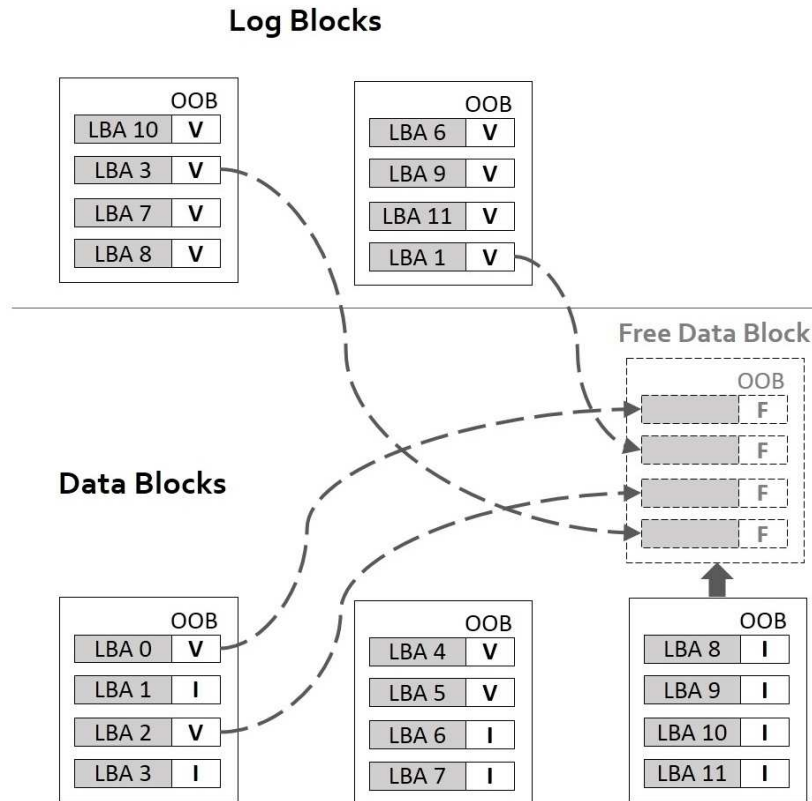 Log Blocks
OOB
LBA 10 V
LBA 3 V
LBA 7 V
LBA 8 V
OOB
LBA 6 V
LBA 9 V
LBA 11 V
LBA 1 V
Free Data Block
OOB
F
F
F
F
Data Blocks
OOB
LBA 0 V
LBA 1 I
LBA 2 V
LBA 3 I
OOB
LBA 4 V
LBA 5 V
LBA 6 I
LBA 7 I
OOB
LBA 8 I
LBA 9 I
LBA 10 I
LBA 11 I